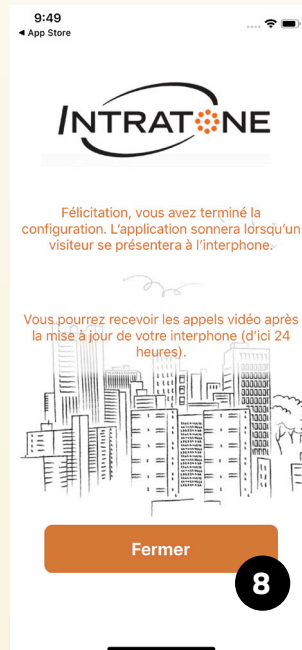 9:49
◀ App Store
INTRATONE
Félicitation, vous avez terminé la
configuration. L'application sonnera lorsqu'un
visiteur se présentera à l'interphone.
Vous pourrez recevoir les appels vidéo après
la mise à jour de votre interphone (d'ici 24
heures).
Fermer
8